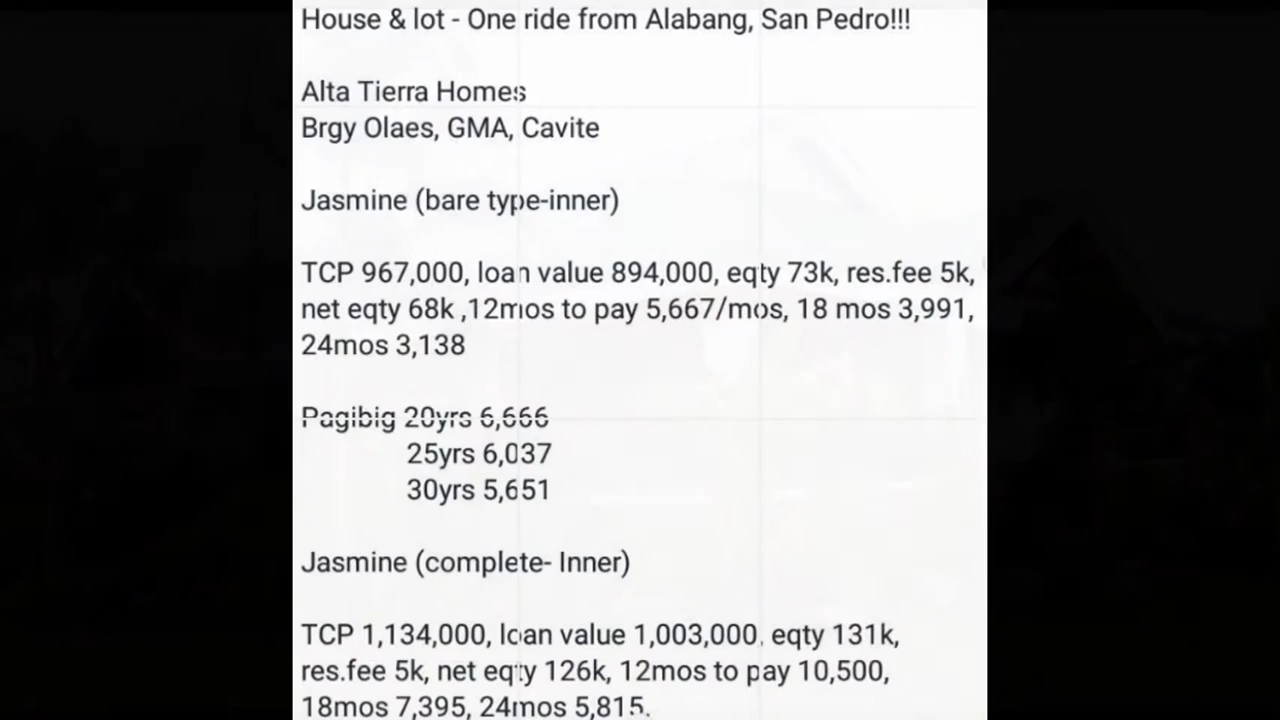 House & lot - One ride from Alabang, San Pedro!!!
Alta Tierra Homes
Brgy Olaes, GMA, Cavite
Jasmine (bare type-inner)
TCP 967,000, loan value 894,000, eqty 73k, res.fee 5k,
net eqty 68k ,12mos to pay 5,667/mos, 18 mos 3,991,
24mos 3,138
Pagibig 20yrs 6,666
25yrs 6,037
30yrs 5,651
Jasmine (complete- Inner)
TCP 1,134,000, loan value 1,003,000, eqty 131k,
res.fee 5k, net eqty 126k, 12mos to pay 10,500,
18mos 7,395, 24mos 5,815.